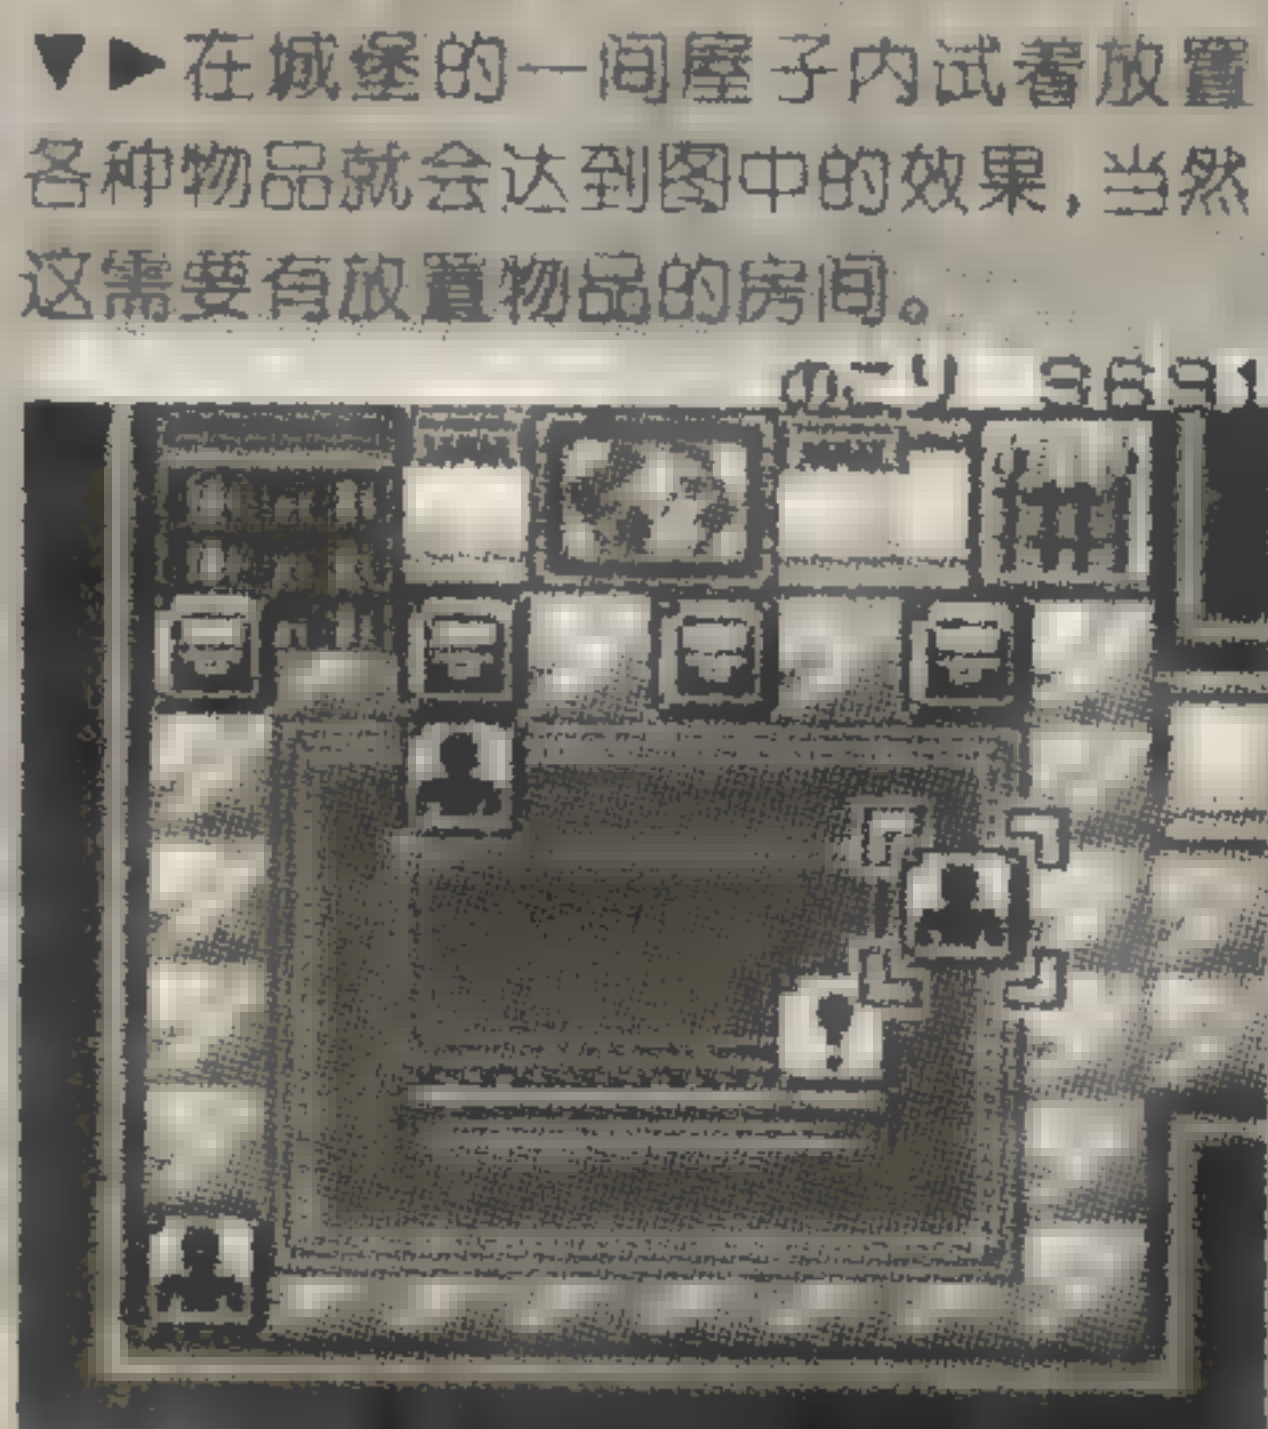 ▼▶在城堡的一间屋子内试着放置
各种物品就会达到图中的效果,当然
这需要有放置物品的房间。
のこり 9691